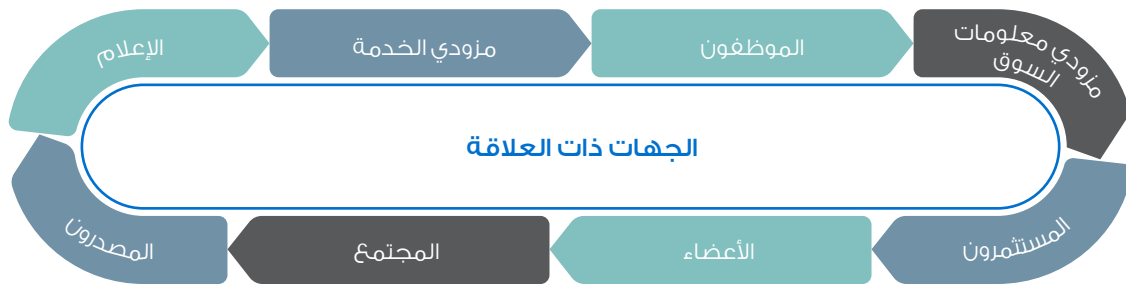 مزودي معلومات
السوق
الموظفون
مزودي الخدمة
الإعلام
الجهات ذات العلاقة
المستثمرون
الأعضاء
المجتمع
المصدرون